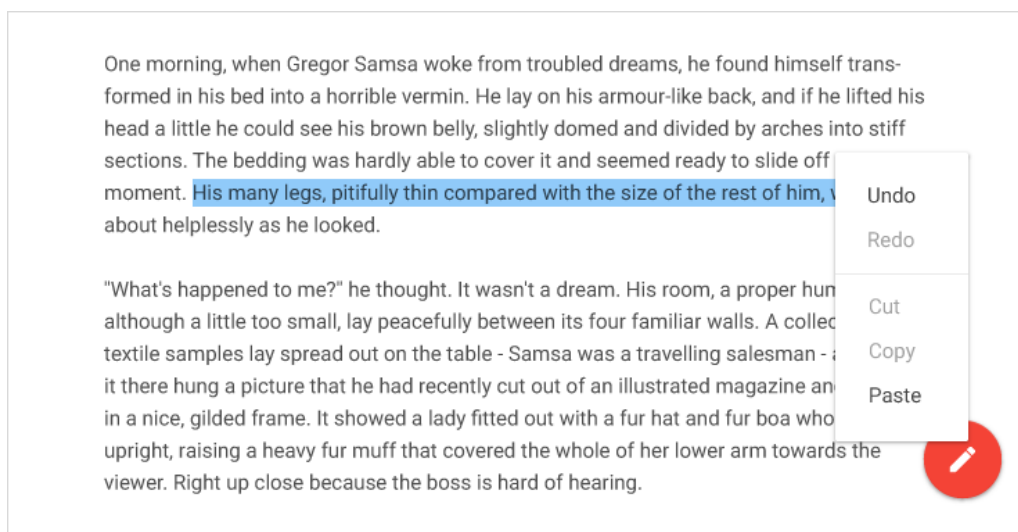 One morning, when Gregor Samsa woke from troubled dreams, he found himself trans-
formed in his bed into a horrible vermin. He lay on his armour-like back, and if he lifted his
head a little he could see his brown belly, slightly domed and divided by arches into stiff
sections. The bedding was hardly able to cover it and seemed ready to slide off
moment. His many legs, pitifully thin compared with the size of the rest of him,
about helplessly as he looked.
"What's happened to me?" he thought. It wasn't a dream. His room, a proper
although a little too small, lay peacefully between its four familiar walls. A
textile samples lay spread out on the table - Samsa was a travelling salesman -
it there hung a picture that he had recently cut out of an illustrated magazine
in a nice, gilded frame. It showed a lady fitted out with a fur hat and fur boa who
upright, raising a heavy fur muff that covered the whole of her lower arm towards the
viewer. Right up close because the boss is hard of hearing.
Undo
Redo
Cut
Copy
Paste